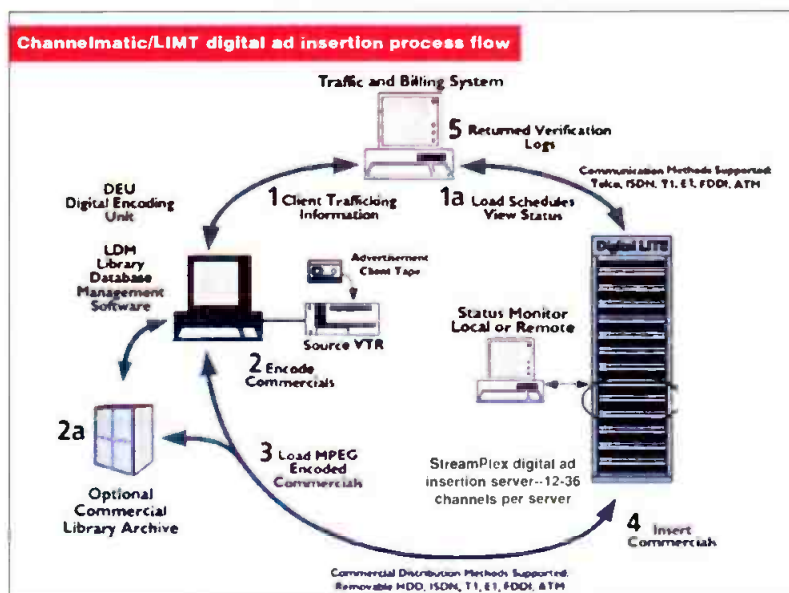 Channelmatic/LIMT digital ad insertion process flow
Traffic and Billing System
5 Returned Verification
Logs
Communication Methods Supported:
Telco, ISDN, T1, E1, FDDI, ATM
DEU
Digital Encoding
Unit
1 Client Trafficking
Information
1a Load Schedules
View Status
LDM
Library
Database
Management
Software
Advertisement
Client Tape
Digital LITE
Source VTR
Status Monitor
Local or Remote
2 Encode
Commercials
2a
3 Load MPEG
Encoded
Commercials
StreamPlex digital ad
insertion server--12-36
channels per server
Optional
Commercial
Library Archive
4 Insert
Commercials
Commercial Distribution Methods Supported:
Removable HDD, ISDN, T1, E1, FDDI, ATM